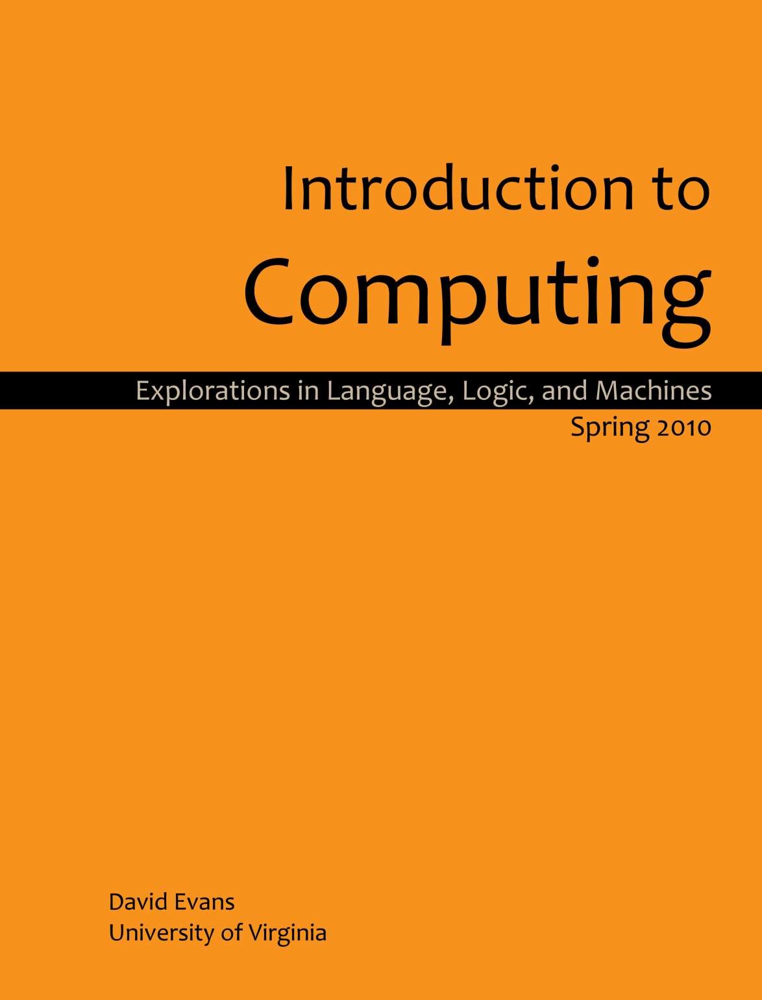 Introduction to
Computing
Explorations in Language, Logic, and Machines
Spring 2010
David Evans
University of Virginia